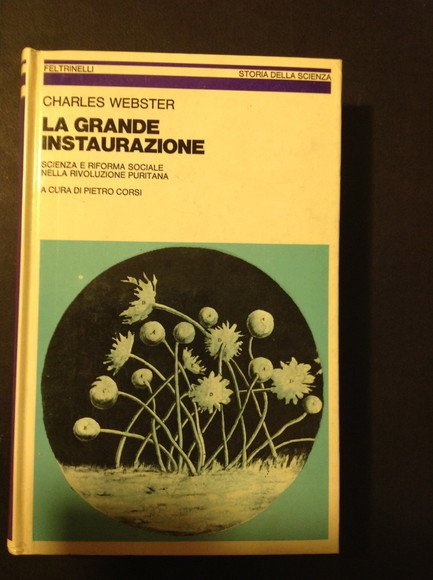 FELTRINELLI
STORIA DELLA SCIENZA
CHARLES WEBSTER
LA GRANDE
INSTAURAZIONE
SCIENZA E RIFORMA SOCIALE
NELLA RIVOLUZIONE PURITANA
A CURA DI PIETRO CORSI